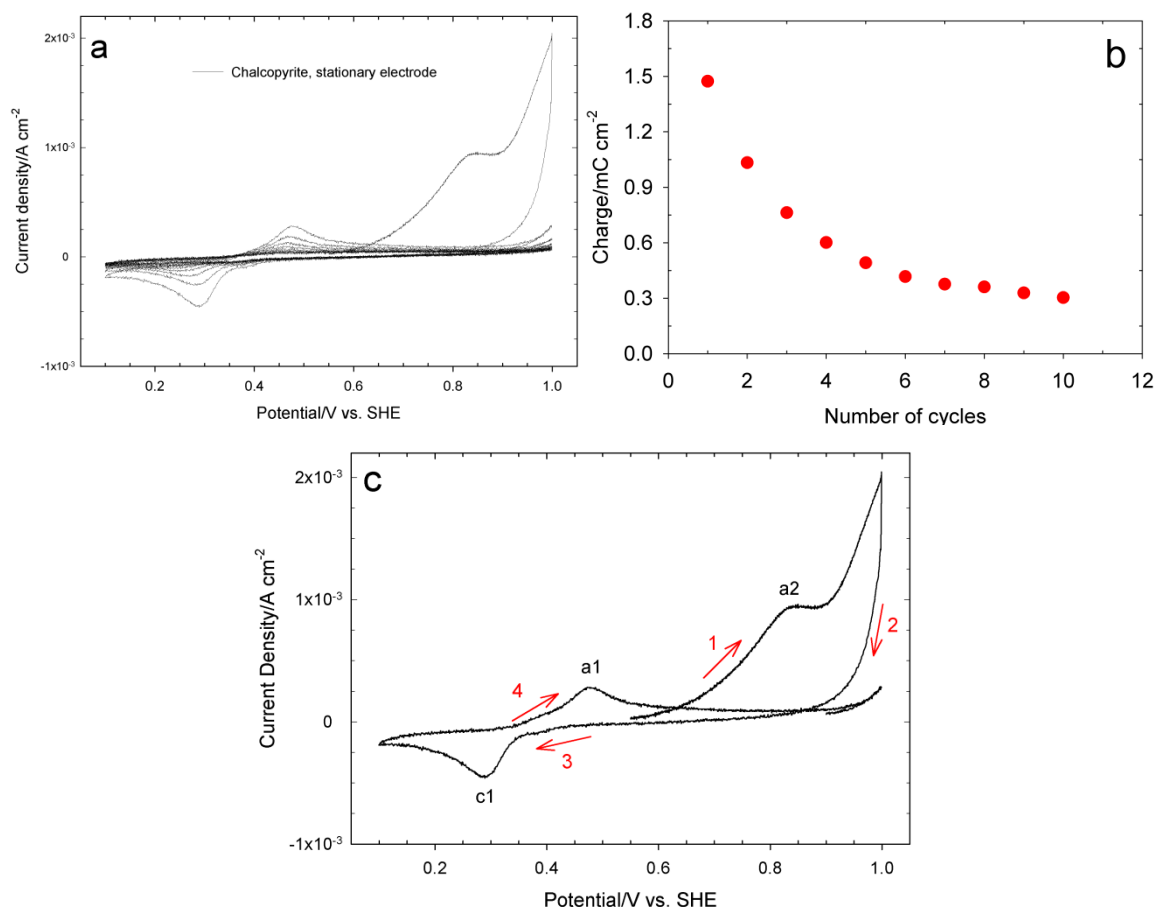 a
2x10-3
1x10-3
0
-1x10-3
Current density/A cm-2
Chalcopyrite, stationary electrode
0.2 0.4 0.6 0.8 1.0
Potential/V vs. SHE
b
1.8
1.5
1.2
0.9
0.6
0.3
0.0
Charge/mC cm-2
0 2 4 6 8 10 12
Number of cycles
c
2x10-3
1x10-3
0
-1x10-3
Current Density/A cm-2
a2
1
2
a1
4
3
c1
0.2 0.4 0.6 0.8 1.0
Potential/V vs. SHE